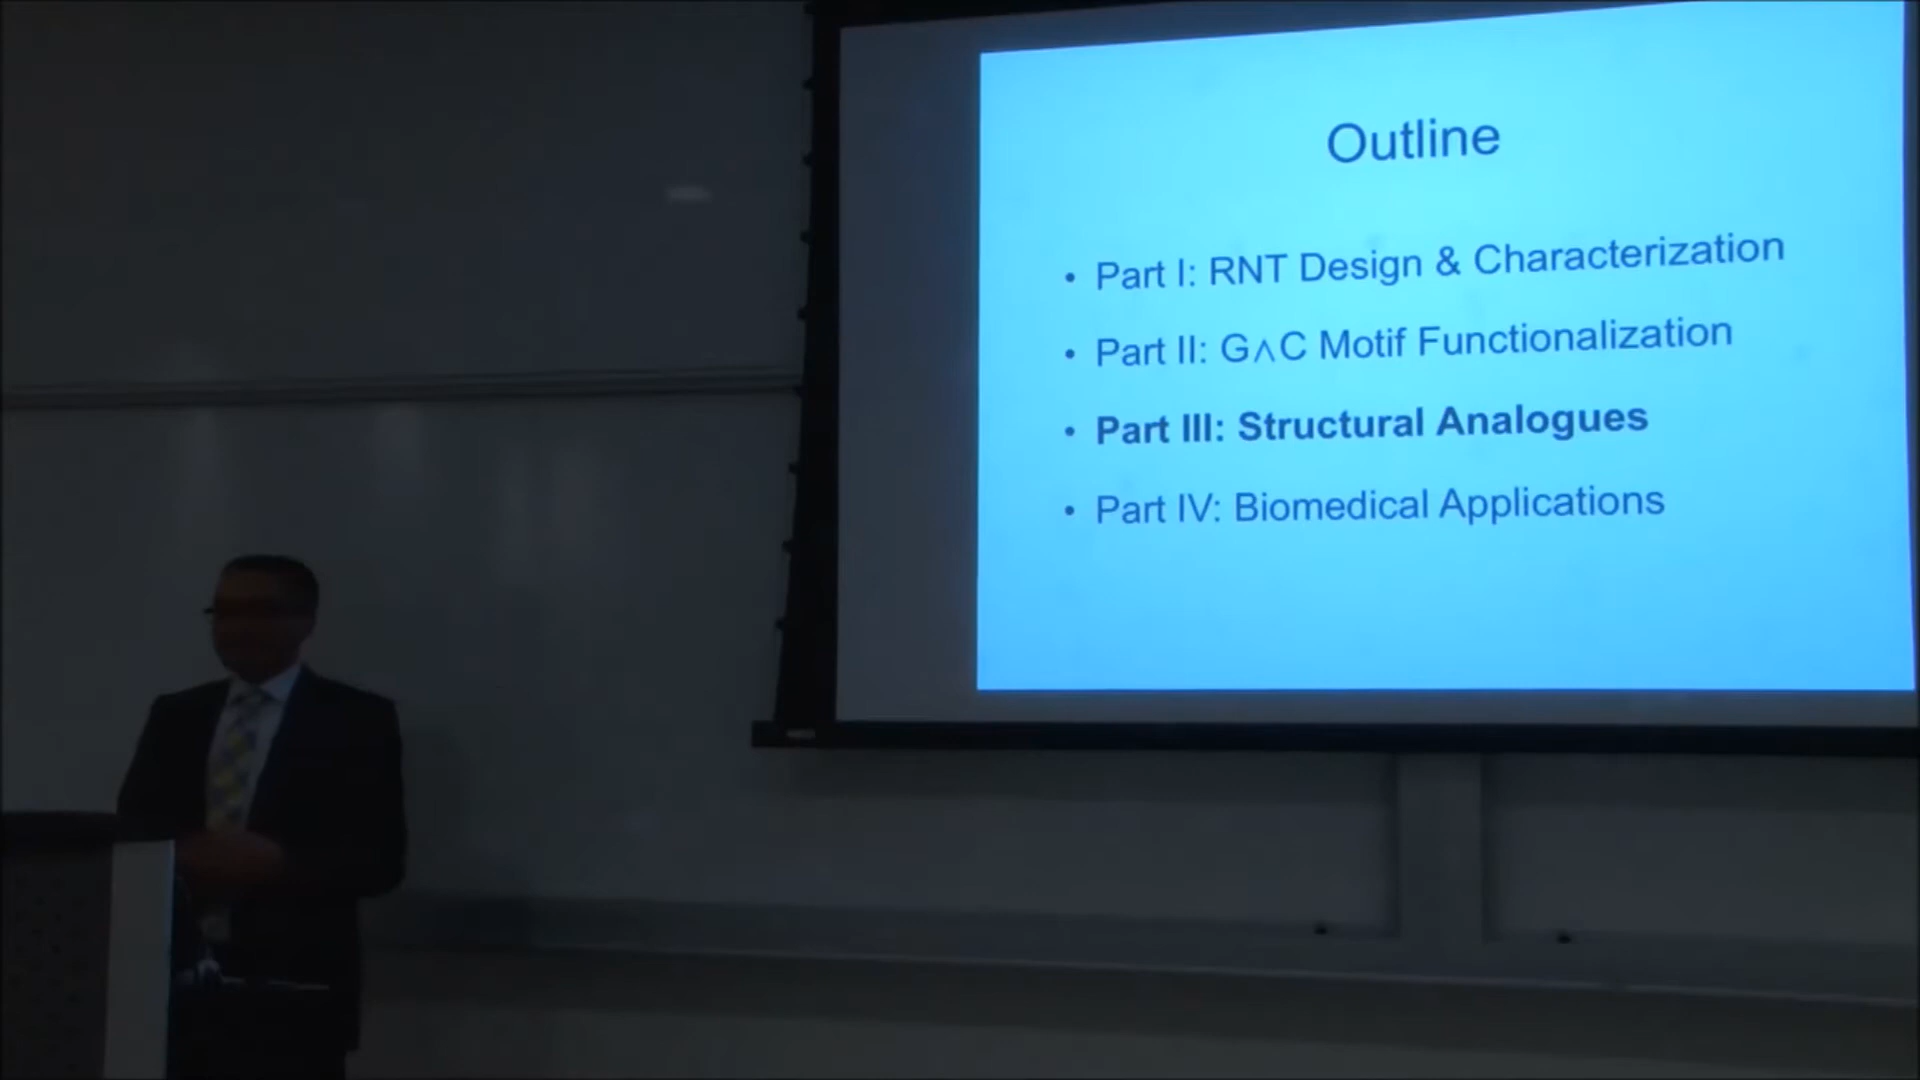 Outline
• Part I: RNT Design & Characterization
• Part II: G∧C Motif Functionalization
• Part III: Structural Analogues
• Part IV: Biomedical Applications